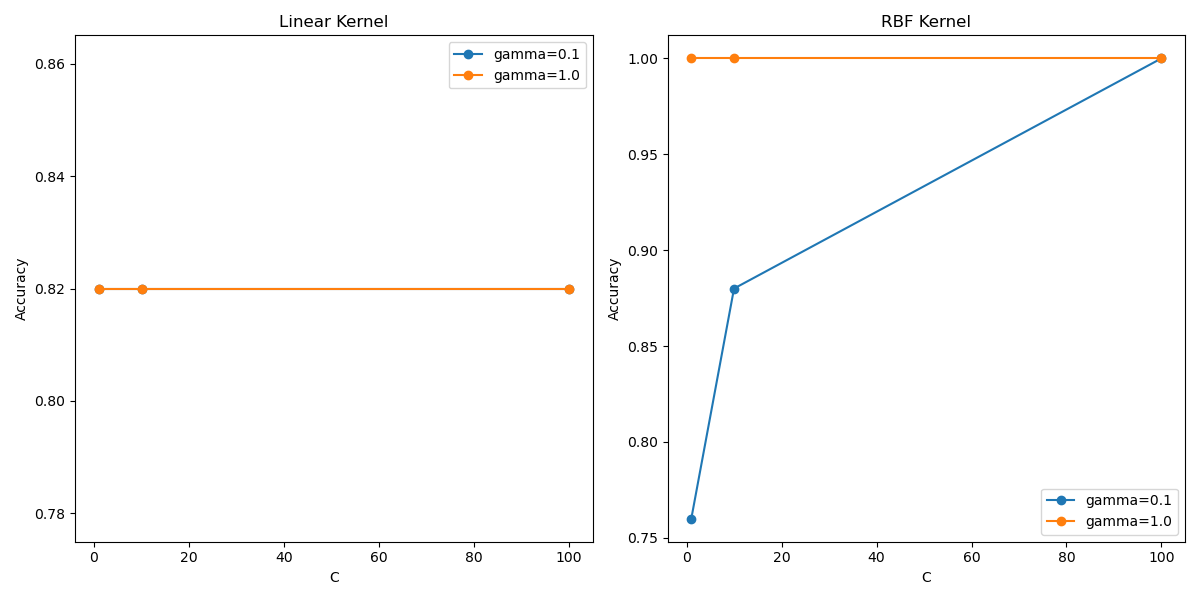 Linear Kernel
gamma=0.1
gamma=1.0
0.86
0.84
0.82
0.80
0.78
Accuracy
0 20 40 60 80 100
C
RBF Kernel
1.00
0.95
0.90
0.85
0.80
0.75
Accuracy
gamma=0.1
gamma=1.0
0 20 40 60 80 100
C